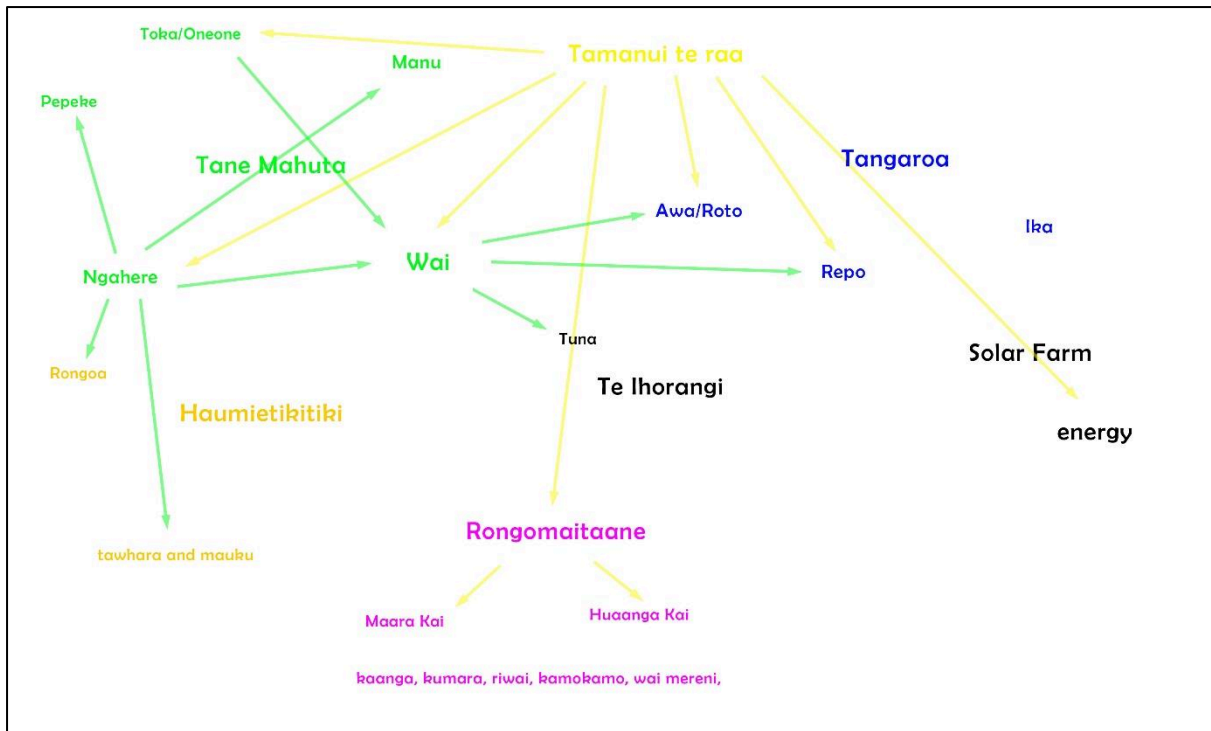 Toka/Oneone
Tamanui te raa
Manu
Pepeke
Tane Mahuta
Tangaroa
Awa/Roto
Ika
Wai
Ngahere
Repo
Tuna
Solar Farm
Rongoa
Te Ihorangi
Haumietikitiki
energy
Rongomaitaane
tawhara and mauku
Maara Kai
Huaanga Kai
kaanga, kumara, riwai, kamokamo, wai mereni,